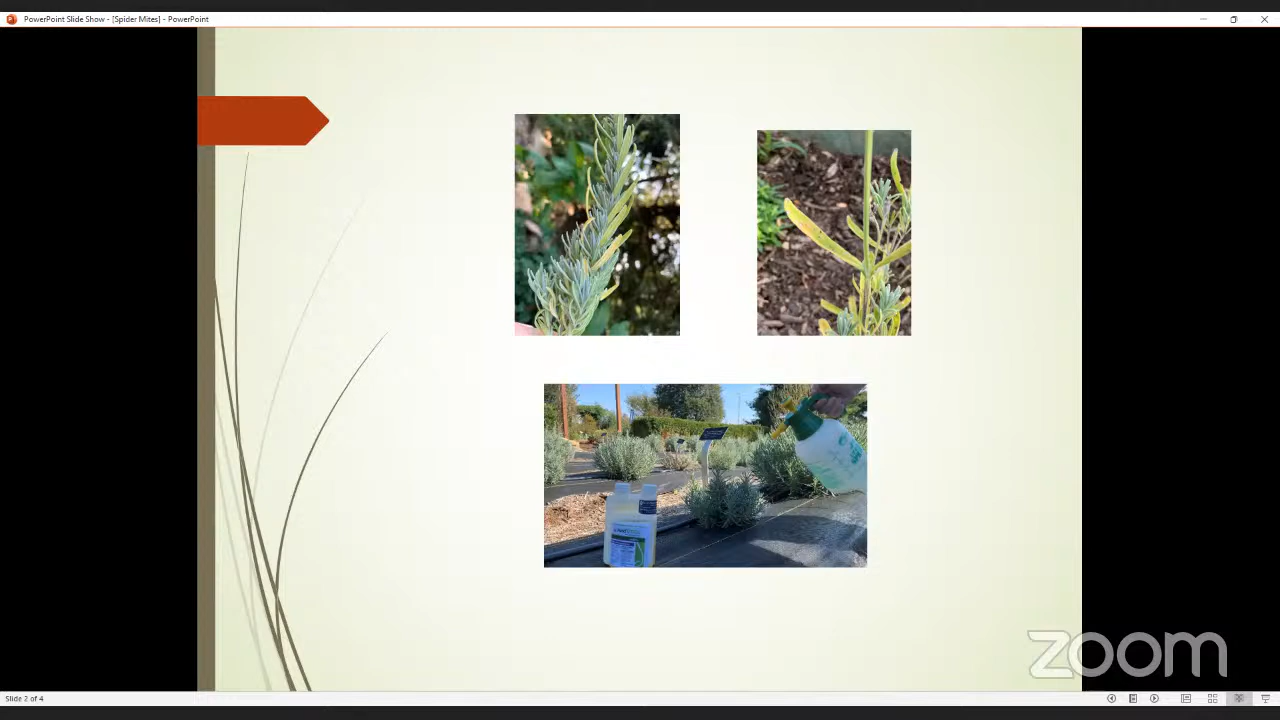 PowerPoint Slide Show - [Spider Mites] - PowerPoint
zoom
Slide 2 of 4